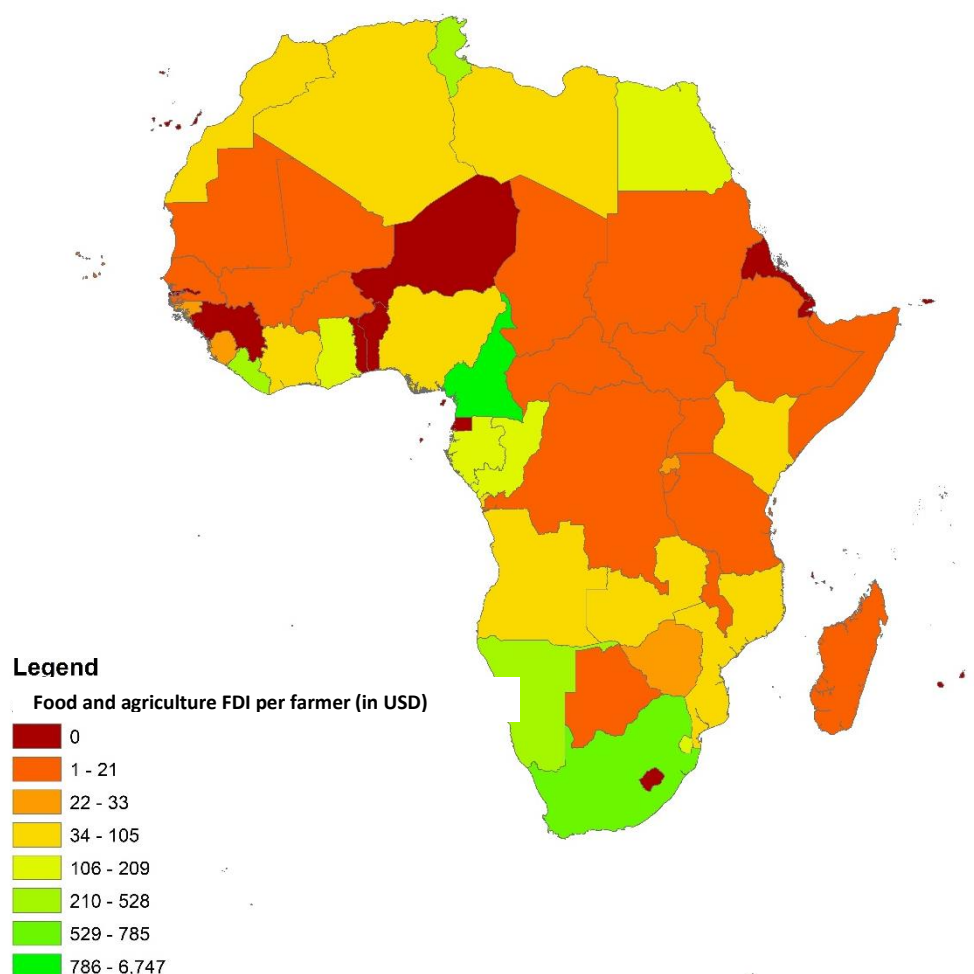 Legend
Food and agriculture FDI per farmer (in USD)
0
1 - 21
22 - 33
34 - 105
106 - 209
210 - 528
529 - 785
786 - 6,747